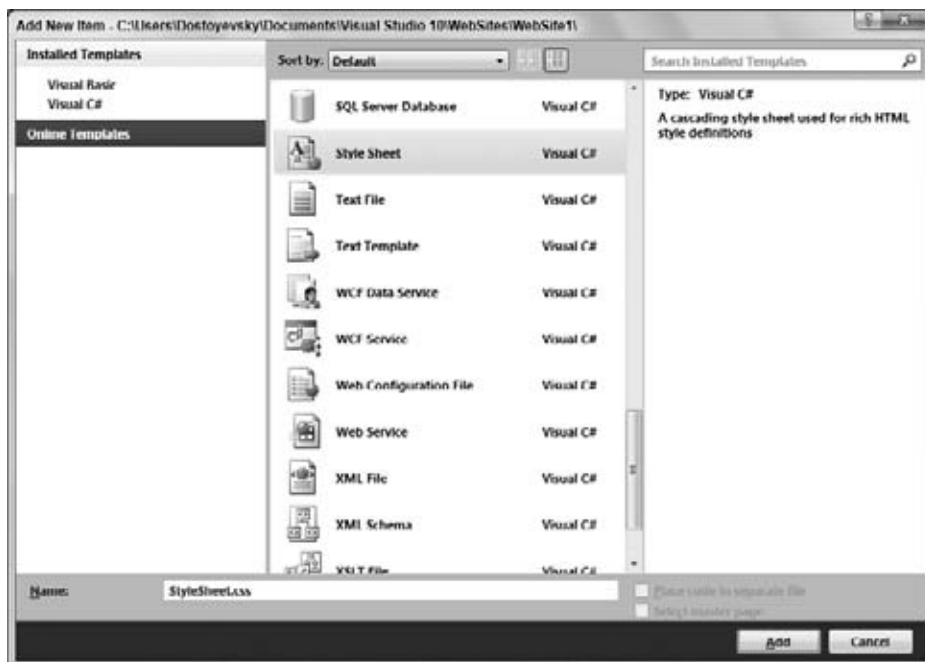 Add New Item - C:\Users\Dostoyevsky\Documents\Visual Studio 10\WebSites\WebSite1\
Installed Templates
Visual Basic
Visual C#
Online Templates
Sort by: Default
Search Installed Templates
SQL Server Database Visual C#
Style Sheet Visual C#
Text File Visual C#
Text Template Visual C#
WCF Data Service Visual C#
WCF Service Visual C#
Web Configuration File Visual C#
Web Service Visual C#
XML File Visual C#
XML Schema Visual C#
XSLT File Visual C#
Type: Visual C#
A cascading style sheet used for rich HTML
style definitions
Name: StyleSheet.css
Place code in separate file
Select master page
Add Cancel